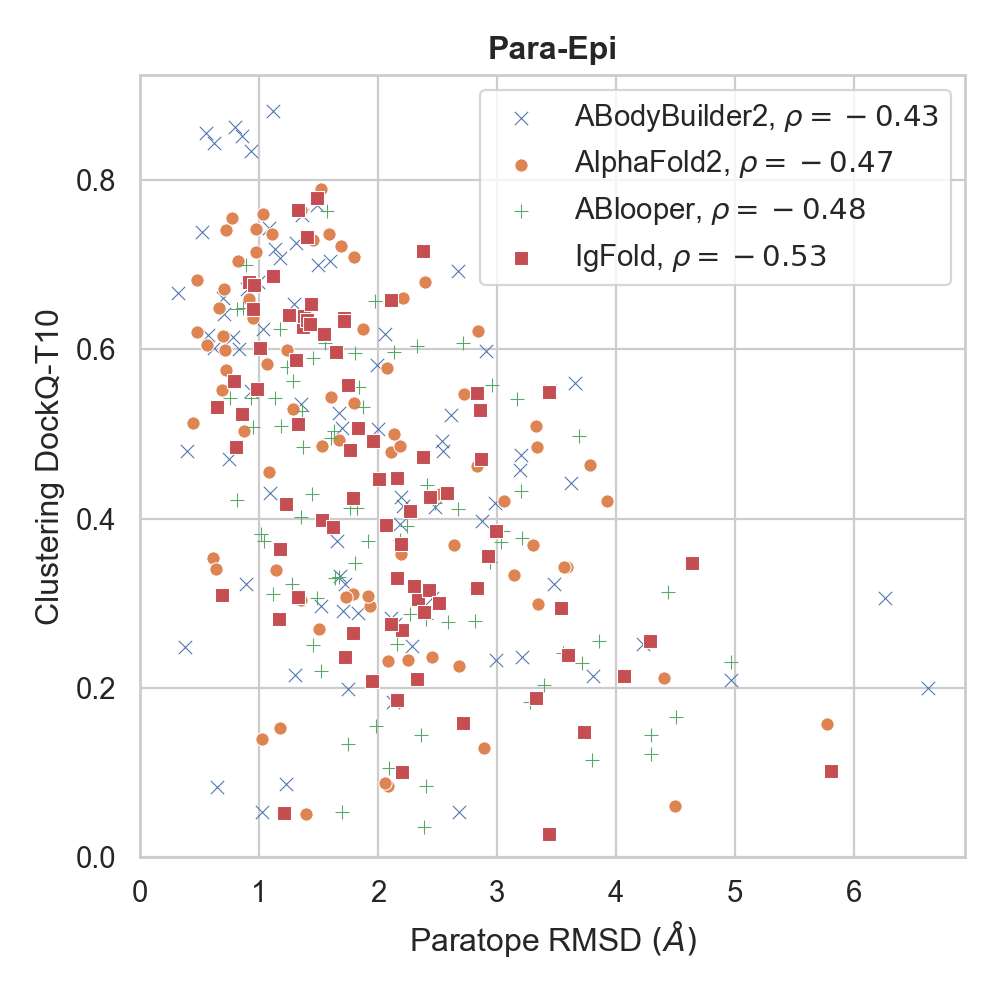 Para-Epi
ABodyBuilder2, ρ = −0.43
AlphaFold2, ρ = −0.47
ABlooper, ρ = −0.48
IgFold, ρ = −0.53
Clustering DockQ-T10
0.8
0.6
0.4
0.2
0.0
0 1 2 3 4 5 6
Paratope RMSD (Å)